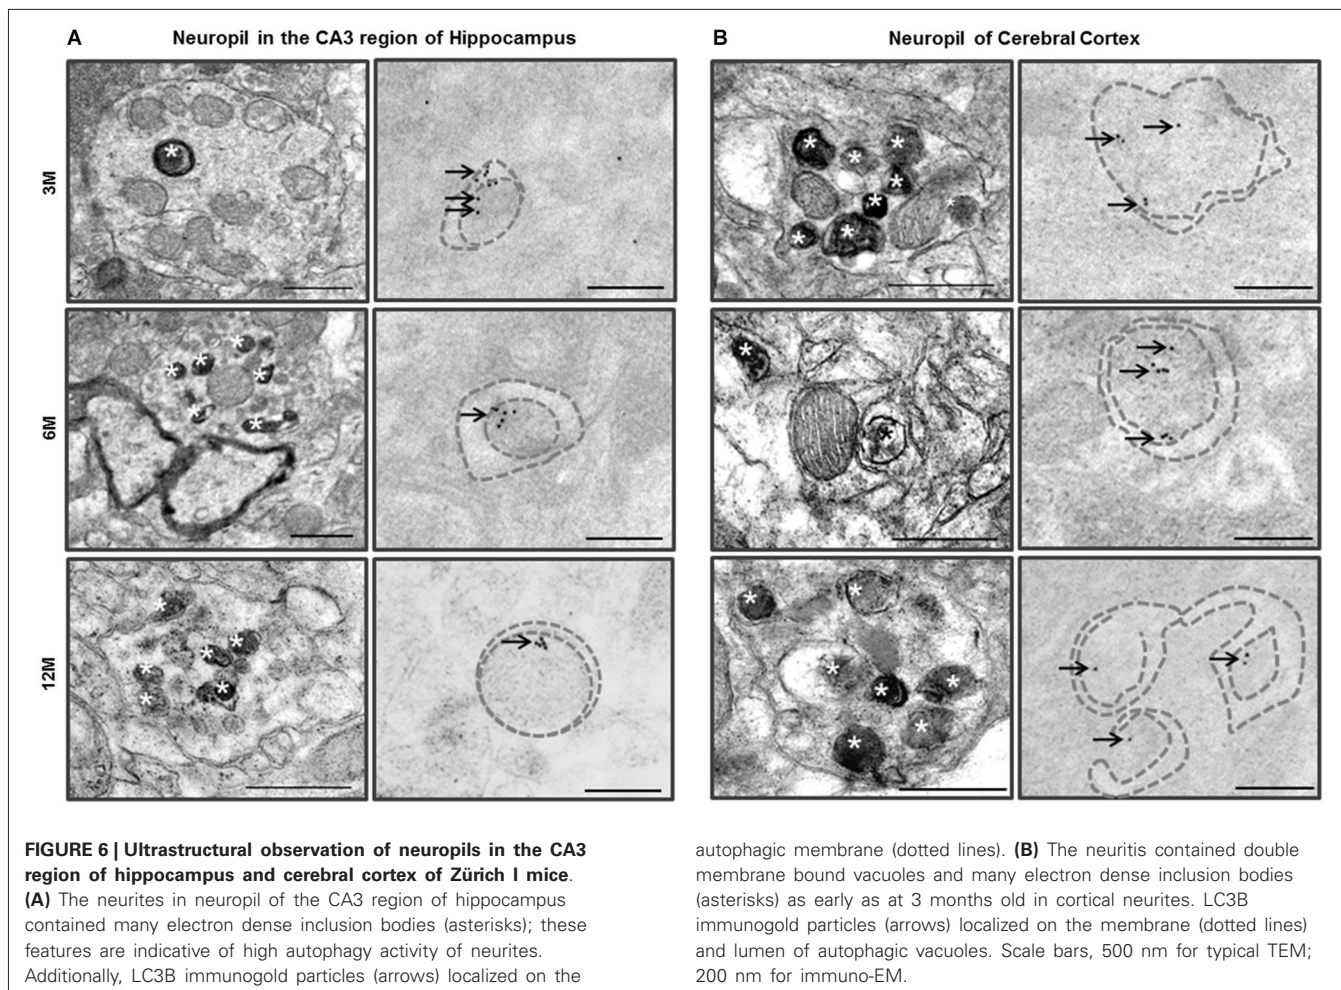 A
Neuropil in the CA3 region of Hippocampus
B
Neuropil of Cerebral Cortex
3M
6M
12M
FIGURE 6 | Ultrastructural observation of neuropils in the CA3
region of hippocampus and cerebral cortex of Zürich I mice.
(A) The neurites in neuropil of the CA3 region of hippocampus
contained many electron dense inclusion bodies (asterisks); these
features are indicative of high autophagy activity of neurites.
Additionally, LC3B immunogold particles (arrows) localized on the
autophagic membrane (dotted lines). (B) The neuritis contained double
membrane bound vacuoles and many electron dense inclusion bodies
(asterisks) as early as at 3 months old in cortical neurites. LC3B
immunogold particles (arrows) localized on the membrane (dotted lines)
and lumen of autophagic vacuoles. Scale bars, 500 nm for typical TEM;
200 nm for immuno-EM.